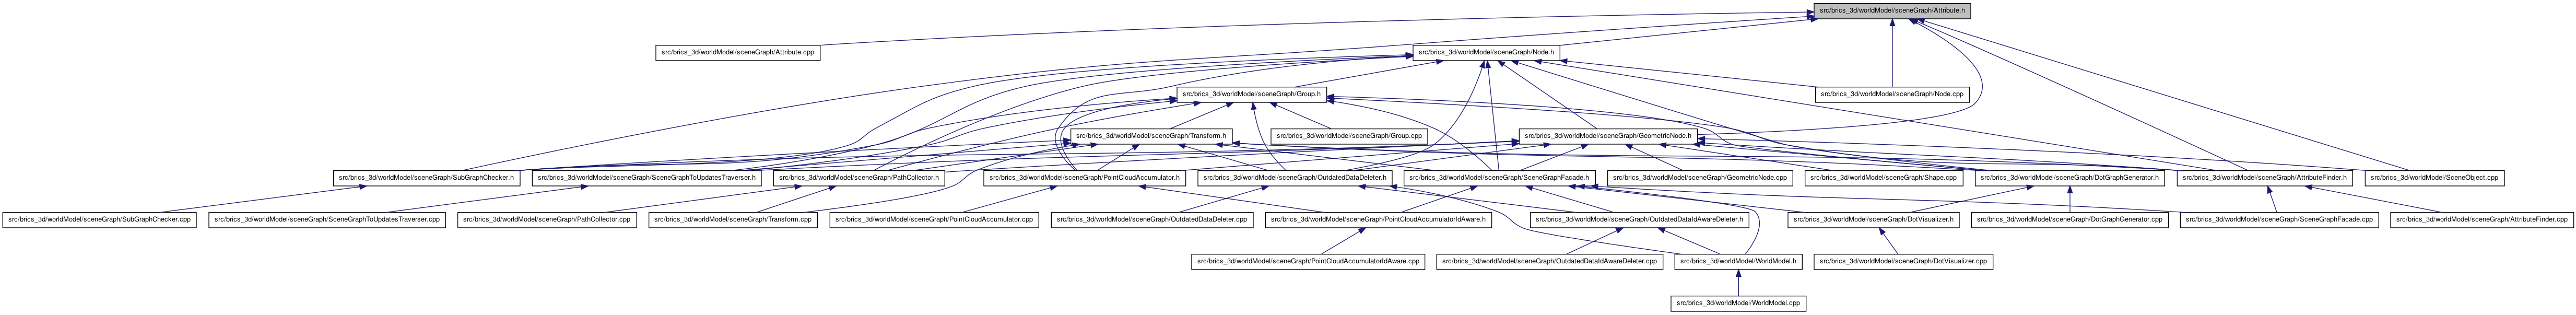 src/brics_3d/worldModel/sceneGraph/Attribute.h
src/brics_3d/worldModel/sceneGraph/Attribute.cpp
src/brics_3d/worldModel/sceneGraph/Node.h
src/brics_3d/worldModel/sceneGraph/Group.h
src/brics_3d/worldModel/sceneGraph/Node.cpp
src/brics_3d/worldModel/sceneGraph/Transform.h
src/brics_3d/worldModel/sceneGraph/Group.cpp
src/brics_3d/worldModel/sceneGraph/GeometricNode.h
src/brics_3d/worldModel/sceneGraph/SubGraphChecker.h
src/brics_3d/worldModel/sceneGraph/SceneGraphToUpdatesTraverser.h
src/brics_3d/worldModel/sceneGraph/PathCollector.h
src/brics_3d/worldModel/sceneGraph/PointCloudAccumulator.h
src/brics_3d/worldModel/sceneGraph/OutdatedDataDeleter.h
src/brics_3d/worldModel/sceneGraph/SceneGraphFacade.h
src/brics_3d/worldModel/sceneGraph/GeometricNode.cpp
src/brics_3d/worldModel/sceneGraph/Shape.cpp
src/brics_3d/worldModel/sceneGraph/DotGraphGenerator.h
src/brics_3d/worldModel/sceneGraph/AttributeFinder.h
src/brics_3d/worldModel/SceneObject.cpp
src/brics_3d/worldModel/sceneGraph/SubGraphChecker.cpp
src/brics_3d/worldModel/sceneGraph/SceneGraphToUpdatesTraverser.cpp
src/brics_3d/worldModel/sceneGraph/PathCollector.cpp
src/brics_3d/worldModel/sceneGraph/Transform.cpp
src/brics_3d/worldModel/sceneGraph/PointCloudAccumulator.cpp
src/brics_3d/worldModel/sceneGraph/OutdatedDataDeleter.cpp
src/brics_3d/worldModel/sceneGraph/PointCloudAccumulatorIdAware.h
src/brics_3d/worldModel/sceneGraph/OutdatedDataIdAwareDeleter.h
src/brics_3d/worldModel/sceneGraph/DotVisualizer.h
src/brics_3d/worldModel/sceneGraph/DotGraphGenerator.cpp
src/brics_3d/worldModel/sceneGraph/SceneGraphFacade.cpp
src/brics_3d/worldModel/sceneGraph/AttributeFinder.cpp
src/brics_3d/worldModel/sceneGraph/PointCloudAccumulatorIdAware.cpp
src/brics_3d/worldModel/sceneGraph/OutdatedDataIdAwareDeleter.cpp
src/brics_3d/worldModel/WorldModel.h
src/brics_3d/worldModel/sceneGraph/DotVisualizer.cpp
src/brics_3d/worldModel/WorldModel.cpp